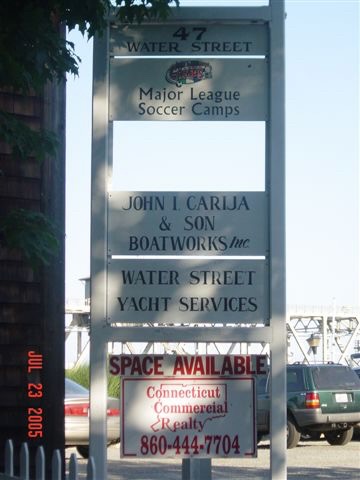 47
WATER STREET
Major League
Soccer Camps
JOHN I. CARIJA
& SON
BOATWORKS Inc.
WATER STREET
YACHT SERVICES
SPACE AVAILABLE
Connecticut
Commercial
Realty
860-444-7704
JUL 23 2005